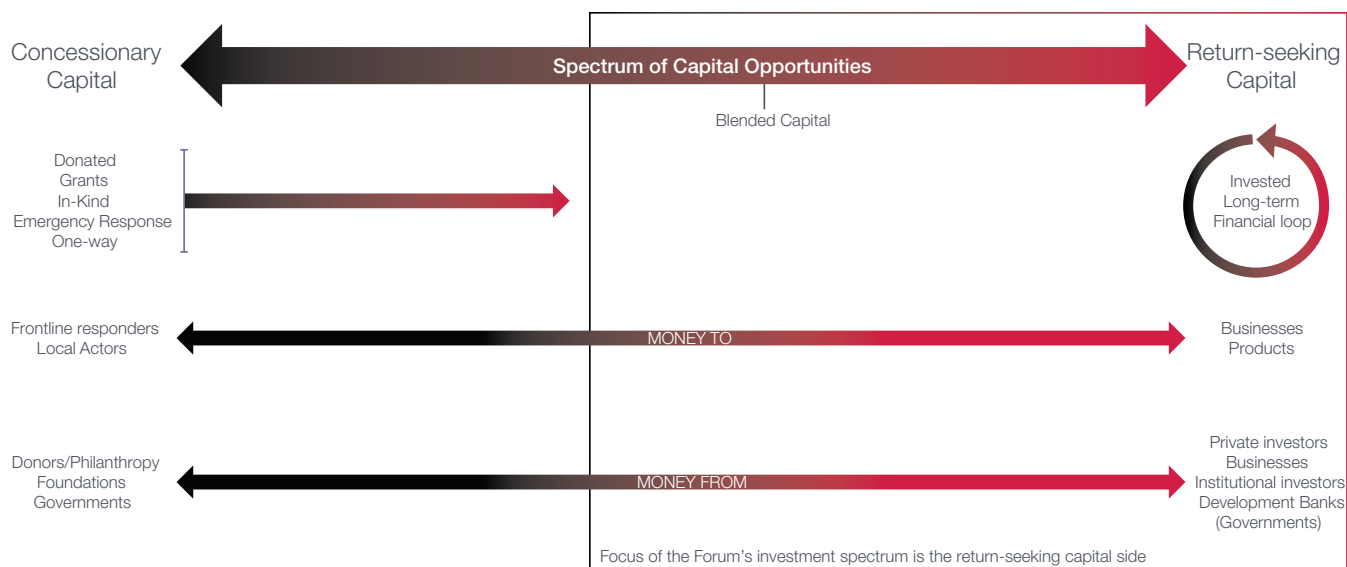 Concessionary
Capital
Spectrum of Capital Opportunities
Return-seeking
Capital
Blended Capital
Donated
Grants
In-Kind
Emergency Response
One-way
Invested
Long-term
Financial loop
Frontline responders
Local Actors
MONEY TO
Businesses
Products
Donors/Philanthropy
Foundations
Governments
MONEY FROM
Private investors
Businesses
Institutional investors
Development Banks
(Governments)
Focus of the Forum's investment spectrum is the return-seeking capital side